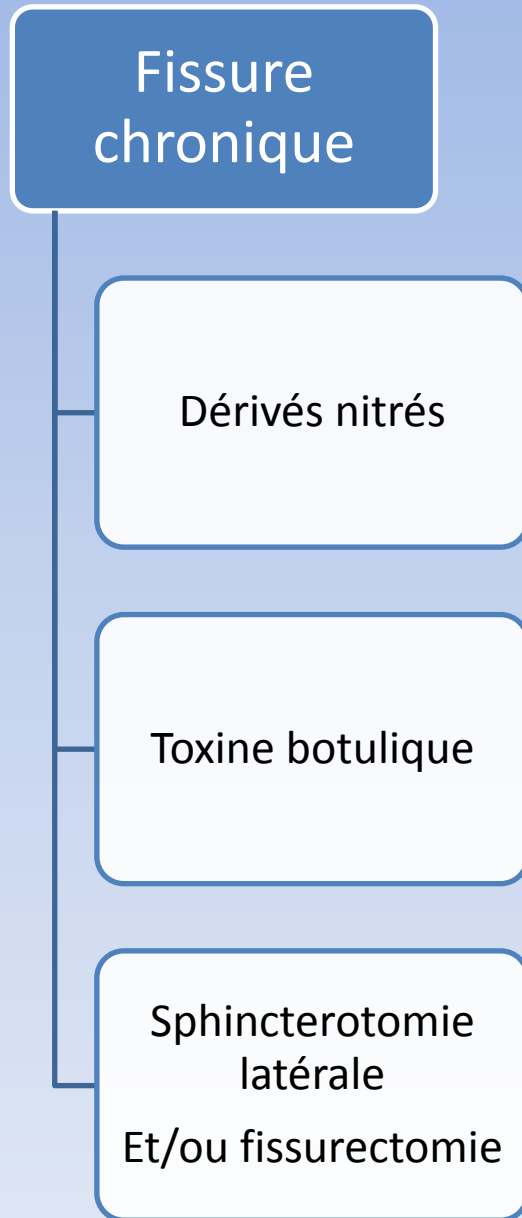 Fissure
chronique
Dérivés nitrés
Toxine botulique
Sphincterotomie
latérale
Et/ou fissurectomie